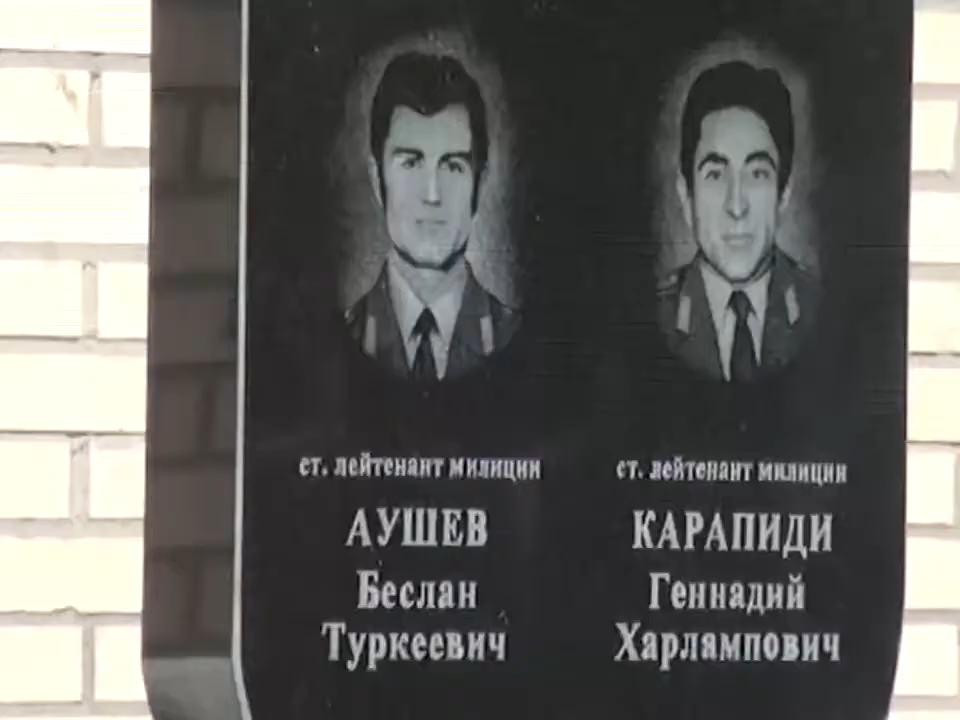 ст. лейтенант милиции
АУШЕВ
Беслан
Туркеевич
ст. лейтенант милиции
КАРАПИДИ
Геннадий
Харлампович